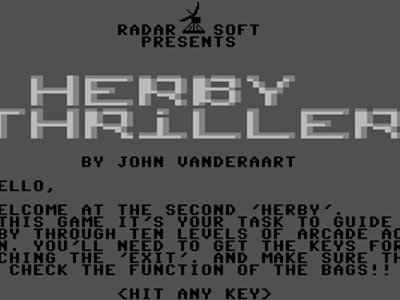 RADAR SOFT
PRESENTS
HERBY
THRiLLER
BY JOHN VANDERAART
ELLO,
ELCOME AT THE SECOND 'HERBY'.
THIS GAME IT'S YOUR TASK TO GUIDE
BY THROUGH TEN LEVELS OF ARCADE AC
N. YOU'LL NEED TO GET THE KEYS FOR
CHING THE 'EXIT'. AND MAKE SURE TH
CHECK THE FUNCTION OF THE BAGS!!
<HIT ANY KEY>